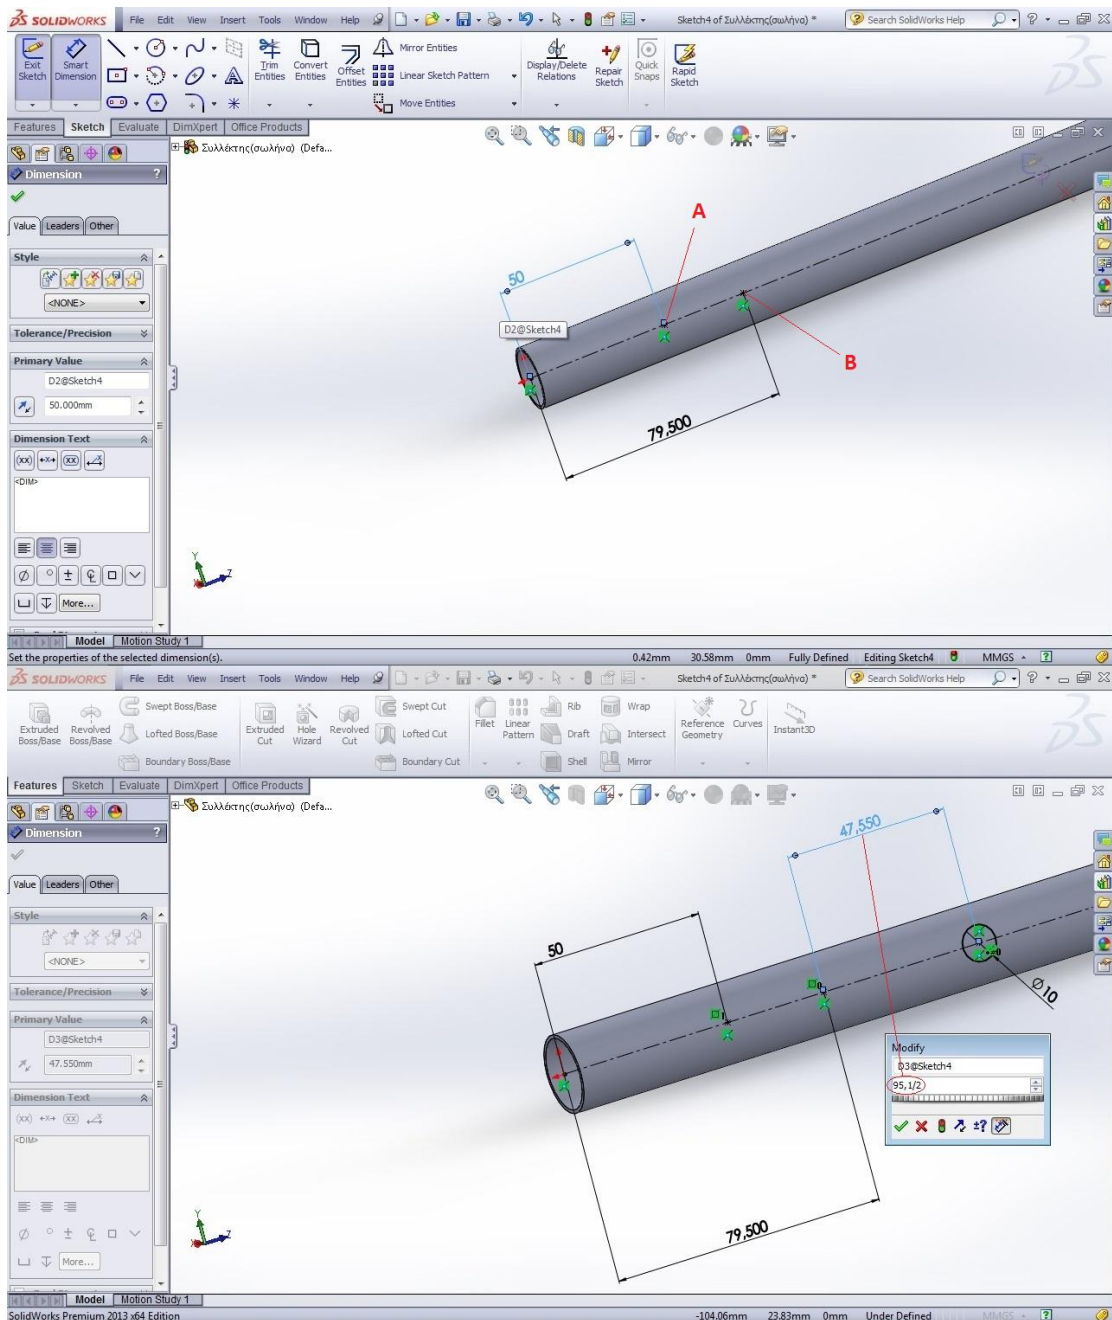 SOLIDWORKS File Edit View Insert Tools Window Help Sketch4 of Συλλέκτης(σωλήνα) * Search SolidWorks Help
Exit Sketch
Smart Dimension
Trim Entities
Convert Entities
Offset Entities
Mirror Entities
Linear Sketch Pattern
Move Entities
Display/Delete Relations
Repair Sketch
Quick Snaps
Rapid Sketch
Features Sketch Evaluate DimXpert Office Products
Συλλέκτης(σωλήνα) (Defa...
Dimension ?
Value Leaders Other
Style
<NONE>
Tolerance/Precision
Primary Value
D2@Sketch4
50.000mm
Dimension Text
<DIM>
More...
A
50
D2@Sketch4
B
79,500
Y
Z
Model Motion Study 1
Set the properties of the selected dimension(s). 0.42mm 30.58mm 0mm Fully Defined Editing Sketch4 MMGS
SOLIDWORKS File Edit View Insert Tools Window Help Sketch4 of Συλλέκτης(σωλήνα) * Search SolidWorks Help
Extruded Boss/Base
Revolved Boss/Base
Swept Boss/Base
Lofted Boss/Base
Boundary Boss/Base
Extruded Cut
Hole Wizard
Revolved Cut
Swept Cut
Lofted Cut
Boundary Cut
Fillet
Linear Pattern
Rib
Draft
Shell
Wrap
Intersect
Mirror
Reference Geometry
Curves
Instant3D
Features Sketch Evaluate DimXpert Office Products
Συλλέκτης(σωλήνα) (Defa...
Dimension ?
Value Leaders Other
Style
<NONE>
Tolerance/Precision
Primary Value
D3@Sketch4
47.550mm
Dimension Text
<DIM>
More...
47,550
50
Ø10
Modify
D3@Sketch4
95,1/2
79,500
Y
Z
Model Motion Study 1
SolidWorks Premium 2013 x64 Edition -104.06mm 23.83mm 0mm Under Defined MMGS